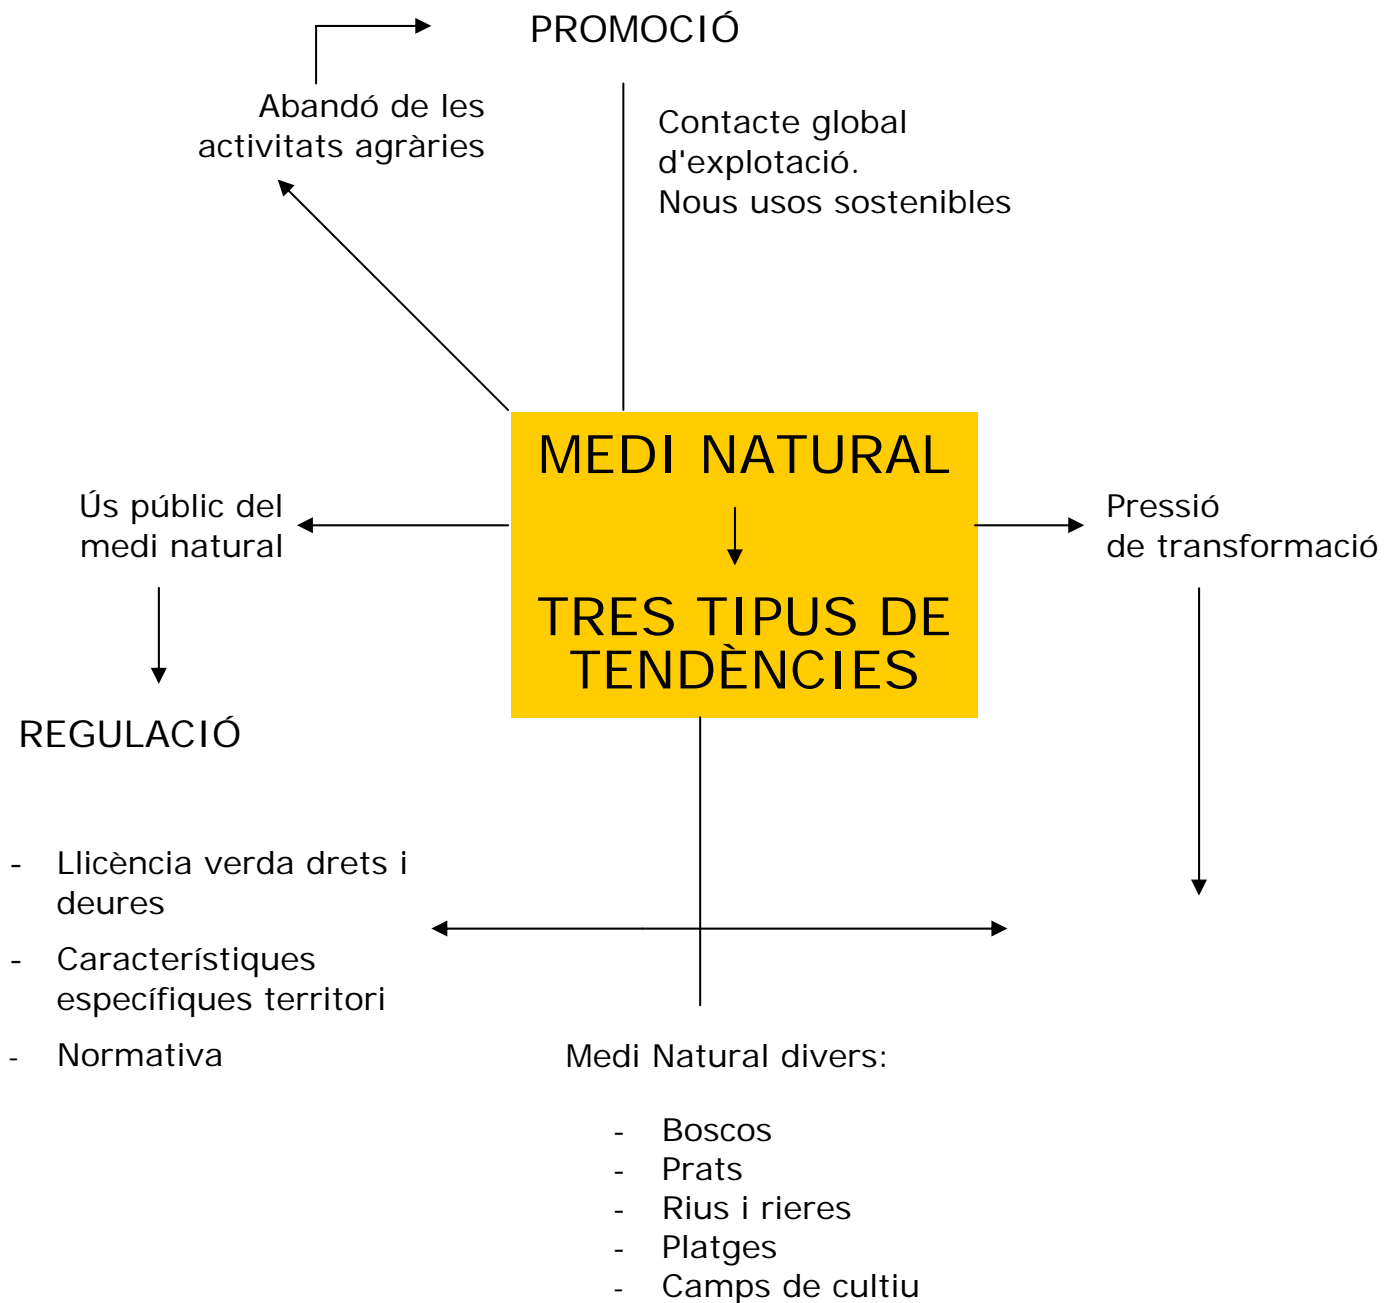 PROMOCIÓ
Abandó de les
activitats agràries
Contacte global
d'explotació.
Nous usos sostenibles
MEDI NATURAL
TRES TIPUS DE
TENDÈNCIES
Ús públic del
medi natural
Pressió
de transformació
REGULACIÓ
- Llicència verda drets i
deures
- Característiques
específiques territori
- Normativa
Medi Natural divers:
- Boscos
- Prats
- Rius i rieres
- Platges
- Camps de cultiu